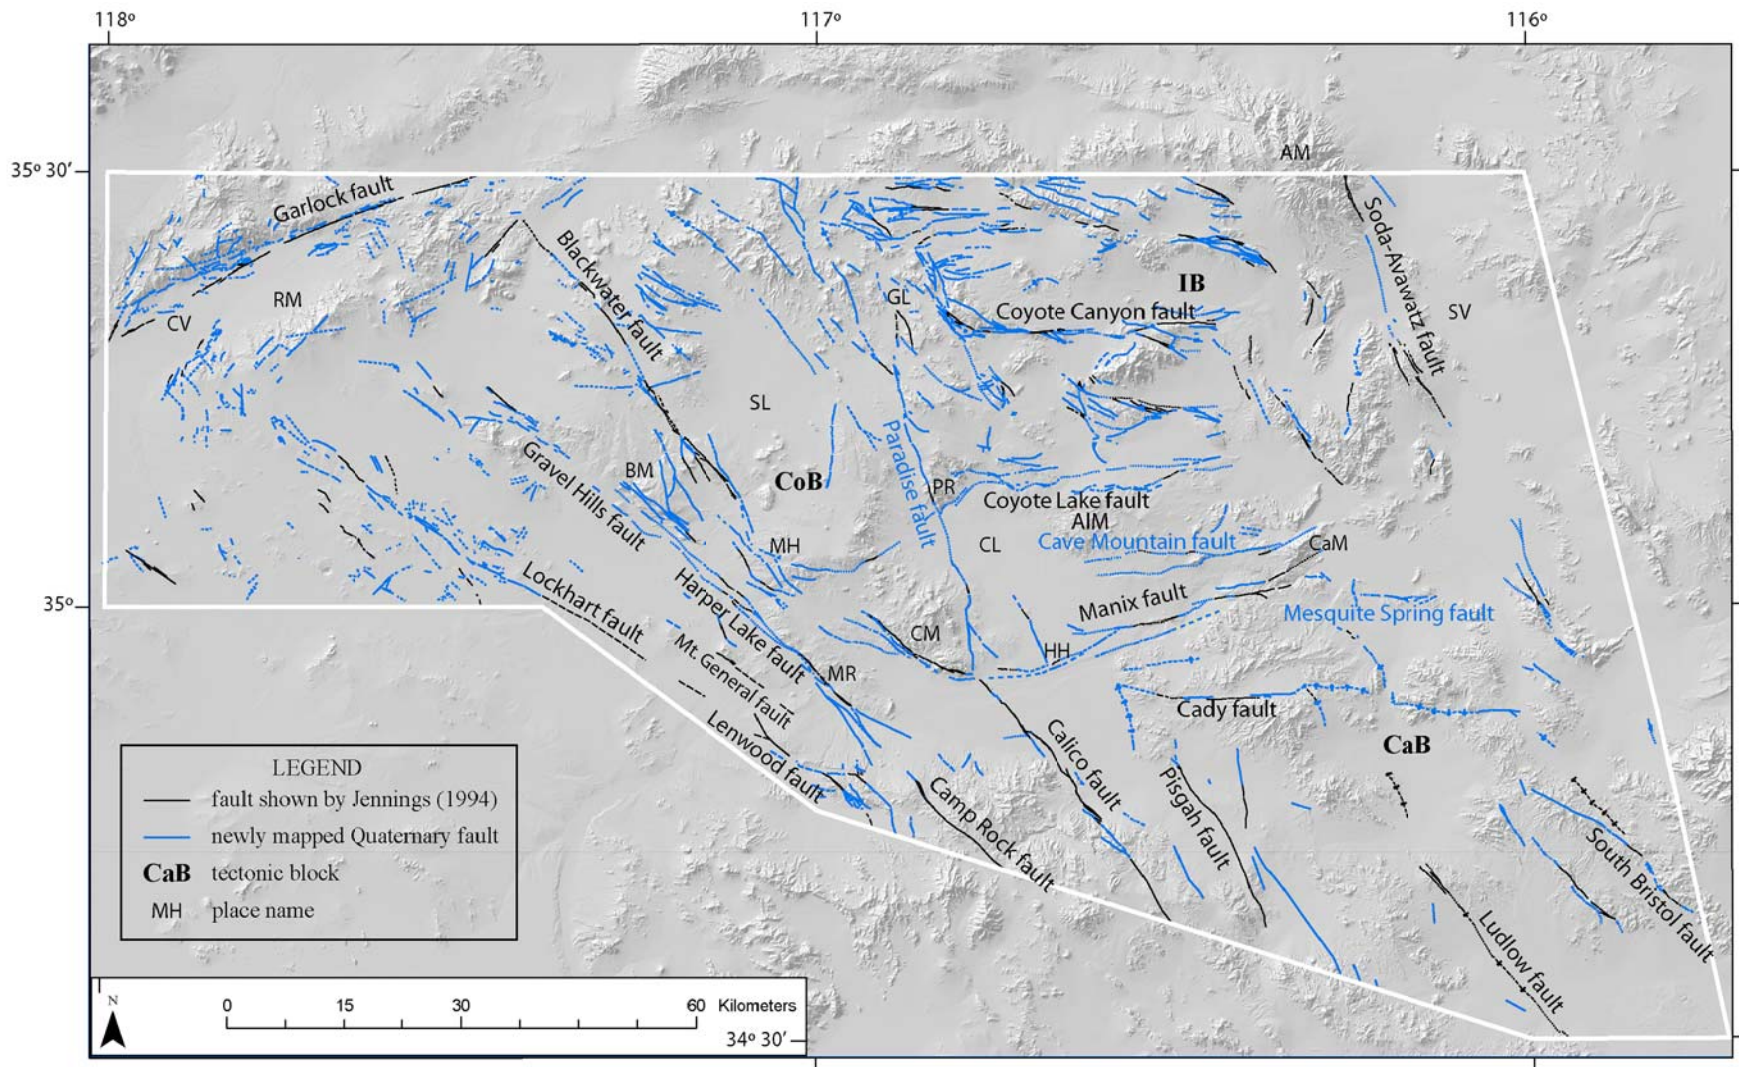 118º
117º
116º
35º 30′
AM
Garlock fault
Soda-Avawatz fault
Blackwater fault
IB
RM
GL
SV
CV
Coyote Canyon fault
SL
Paradise fault
Gravel Hills fault
BM
CoB
PR
Coyote Lake fault
AIM
CL
Cave Mountain fault
CaM
MH
35º
Lockhart fault
Harper Lake fault
Manix fault
Mesquite Spring fault
CM
HH
Mt. General fault
MR
Cady fault
Lenwood fault
Calico fault
CaB
Pisgah fault
Camp Rock fault
South Bristol fault
Ludlow fault
LEGEND
fault shown by Jennings (1994)
newly mapped Quaternary fault
CaB tectonic block
MH place name
N
0 15 30 60 Kilometers
34º 30′